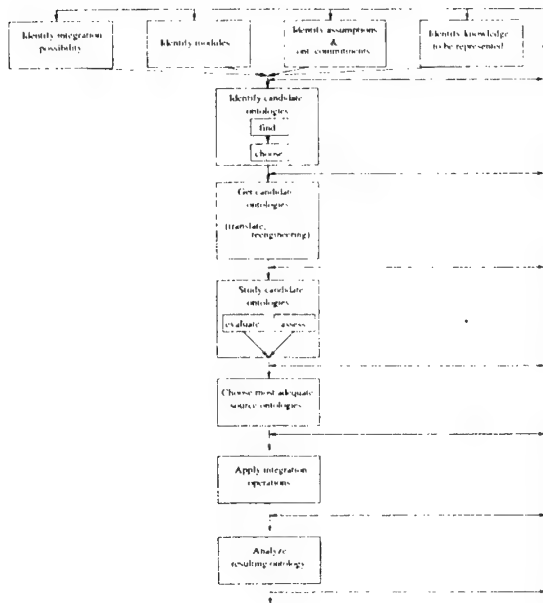 Identify integration
possibility
Identify modules
Identify assumptions
&
ont. commitments
Identify knowledge
to be represented
Identify candidate
ontologies
find
choose
Get candidate
ontologies
(translate,
reengineering)
Study candidate
ontologies
evaluate
assess
Choose most adequate
source ontologies
Apply integration
operations
Analyze
resulting ontology